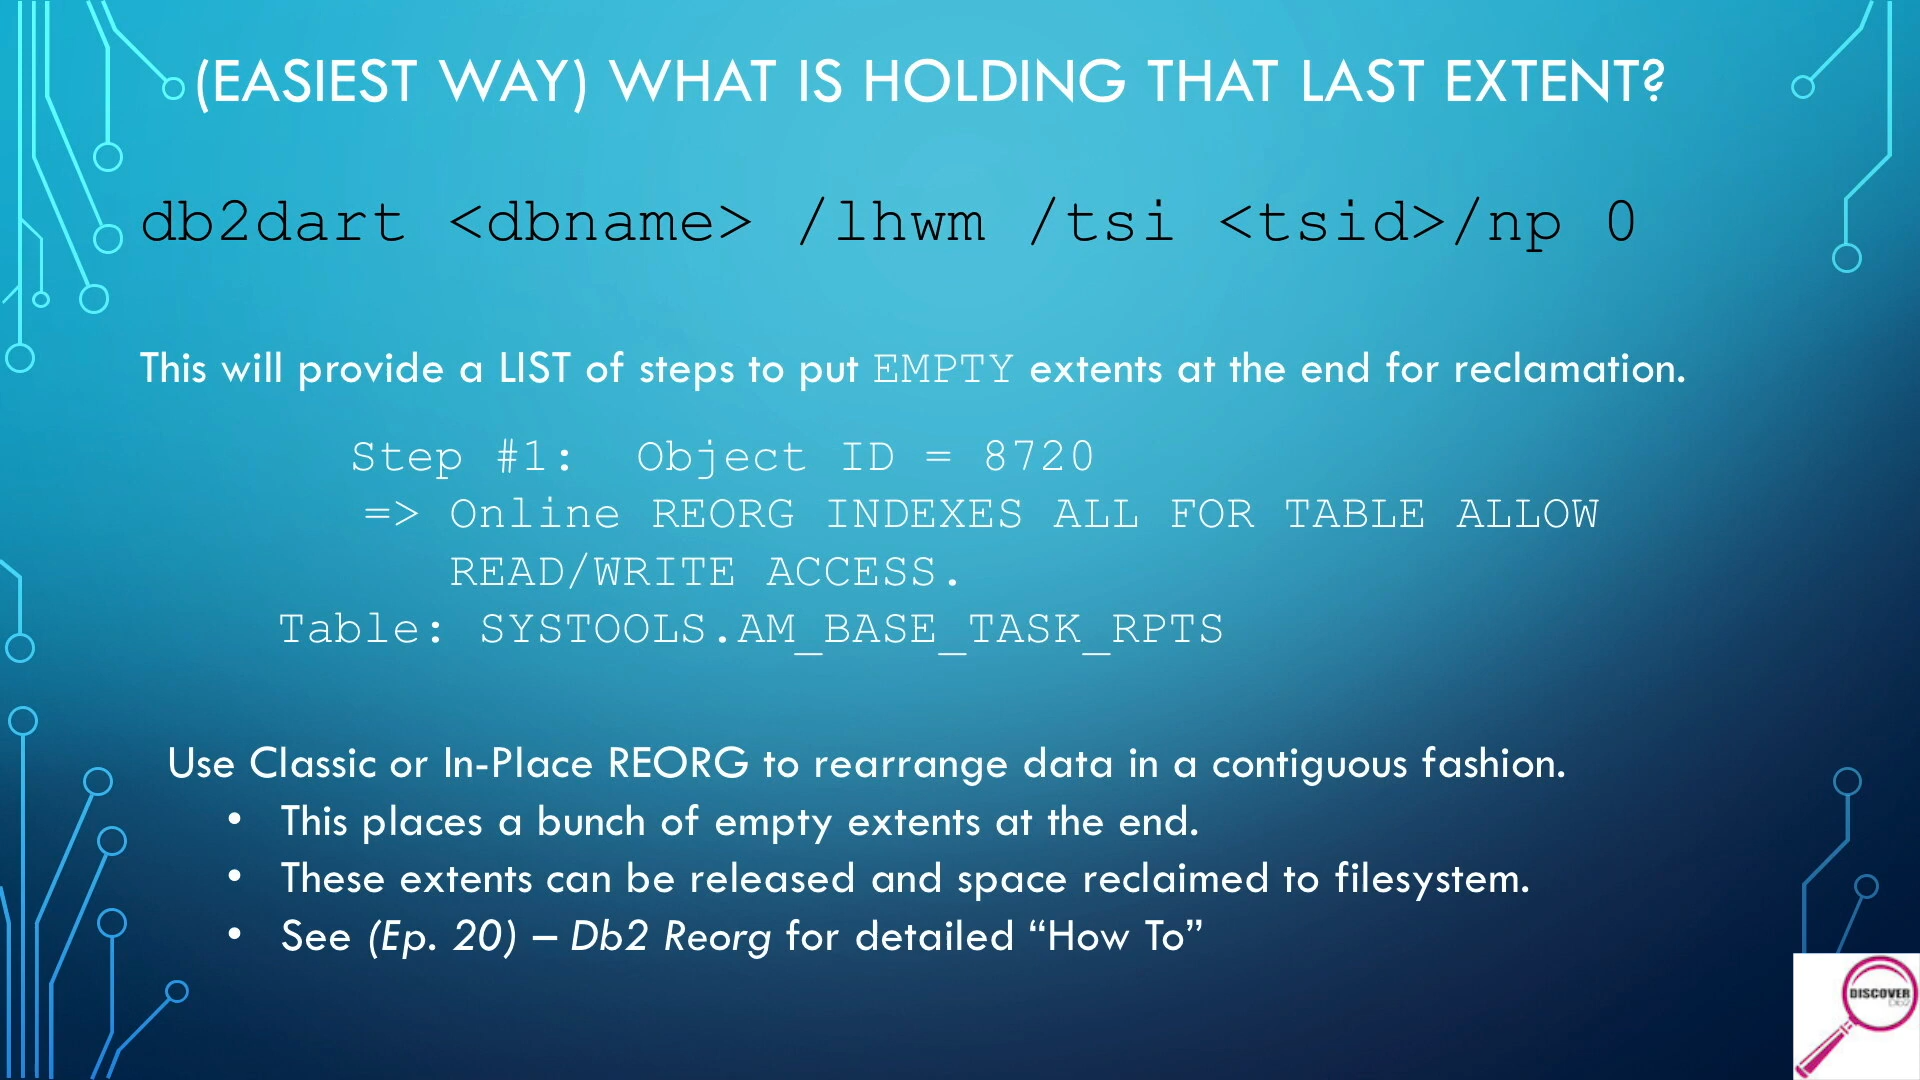 (EASIEST WAY) WHAT IS HOLDING THAT LAST EXTENT?
db2dart <dbname> /lhwm /tsi <tsid>/np 0
This will provide a LIST of steps to put EMPTY extents at the end for reclamation.
Step #1:  Object ID = 8720
=> Online REORG INDEXES ALL FOR TABLE ALLOW
READ/WRITE ACCESS.
Table: SYSTOOLS.AM_BASE_TASK_RPTS
Use Classic or In-Place REORG to rearrange data in a contiguous fashion.
• This places a bunch of empty extents at the end.
• These extents can be released and space reclaimed to filesystem.
• See (Ep. 20) – Db2 Reorg for detailed “How To”
DISCOVER
Db2